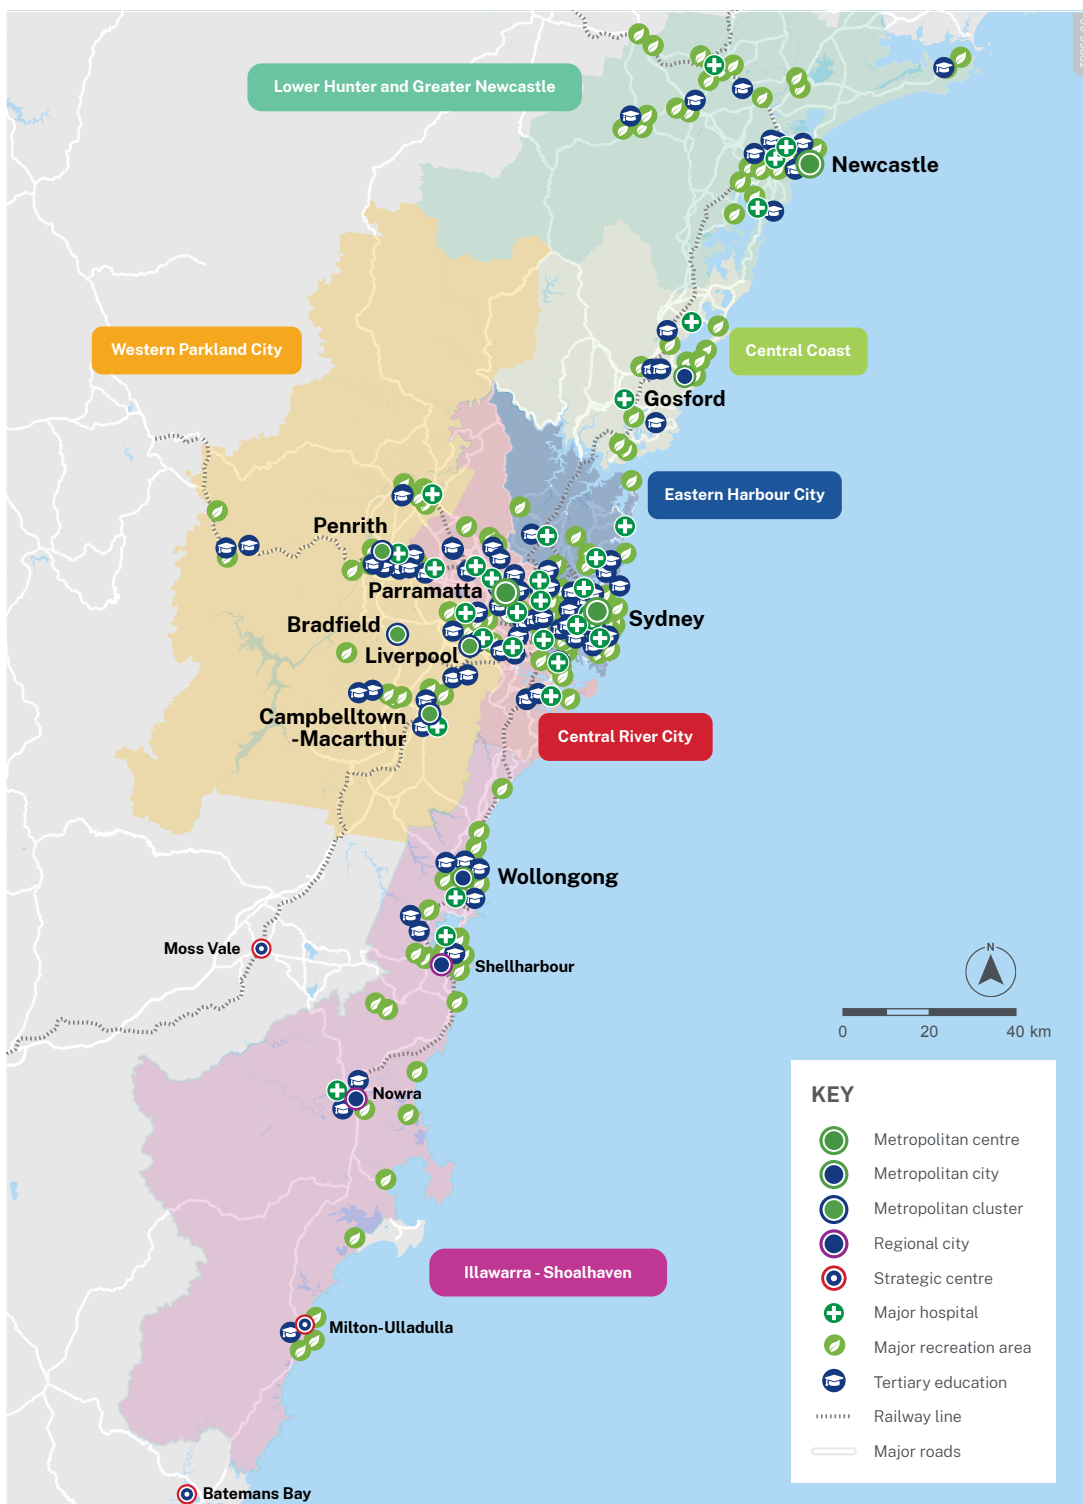 Lower Hunter and Greater Newcastle
Newcastle
Western Parkland City
Central Coast
Gosford
Eastern Harbour City
Penrith
Parramatta
Bradfield
Sydney
Liverpool
Campbelltown
-Macarthur
Central River City
Wollongong
Moss Vale
Shellharbour
N
0 20 40 km
Nowra
Illawarra - Shoalhaven
Milton-Ulladulla
Batemans Bay
KEY
Metropolitan centre
Metropolitan city
Metropolitan cluster
Regional city
Strategic centre
Major hospital
Major recreation area
Tertiary education
Railway line
Major roads